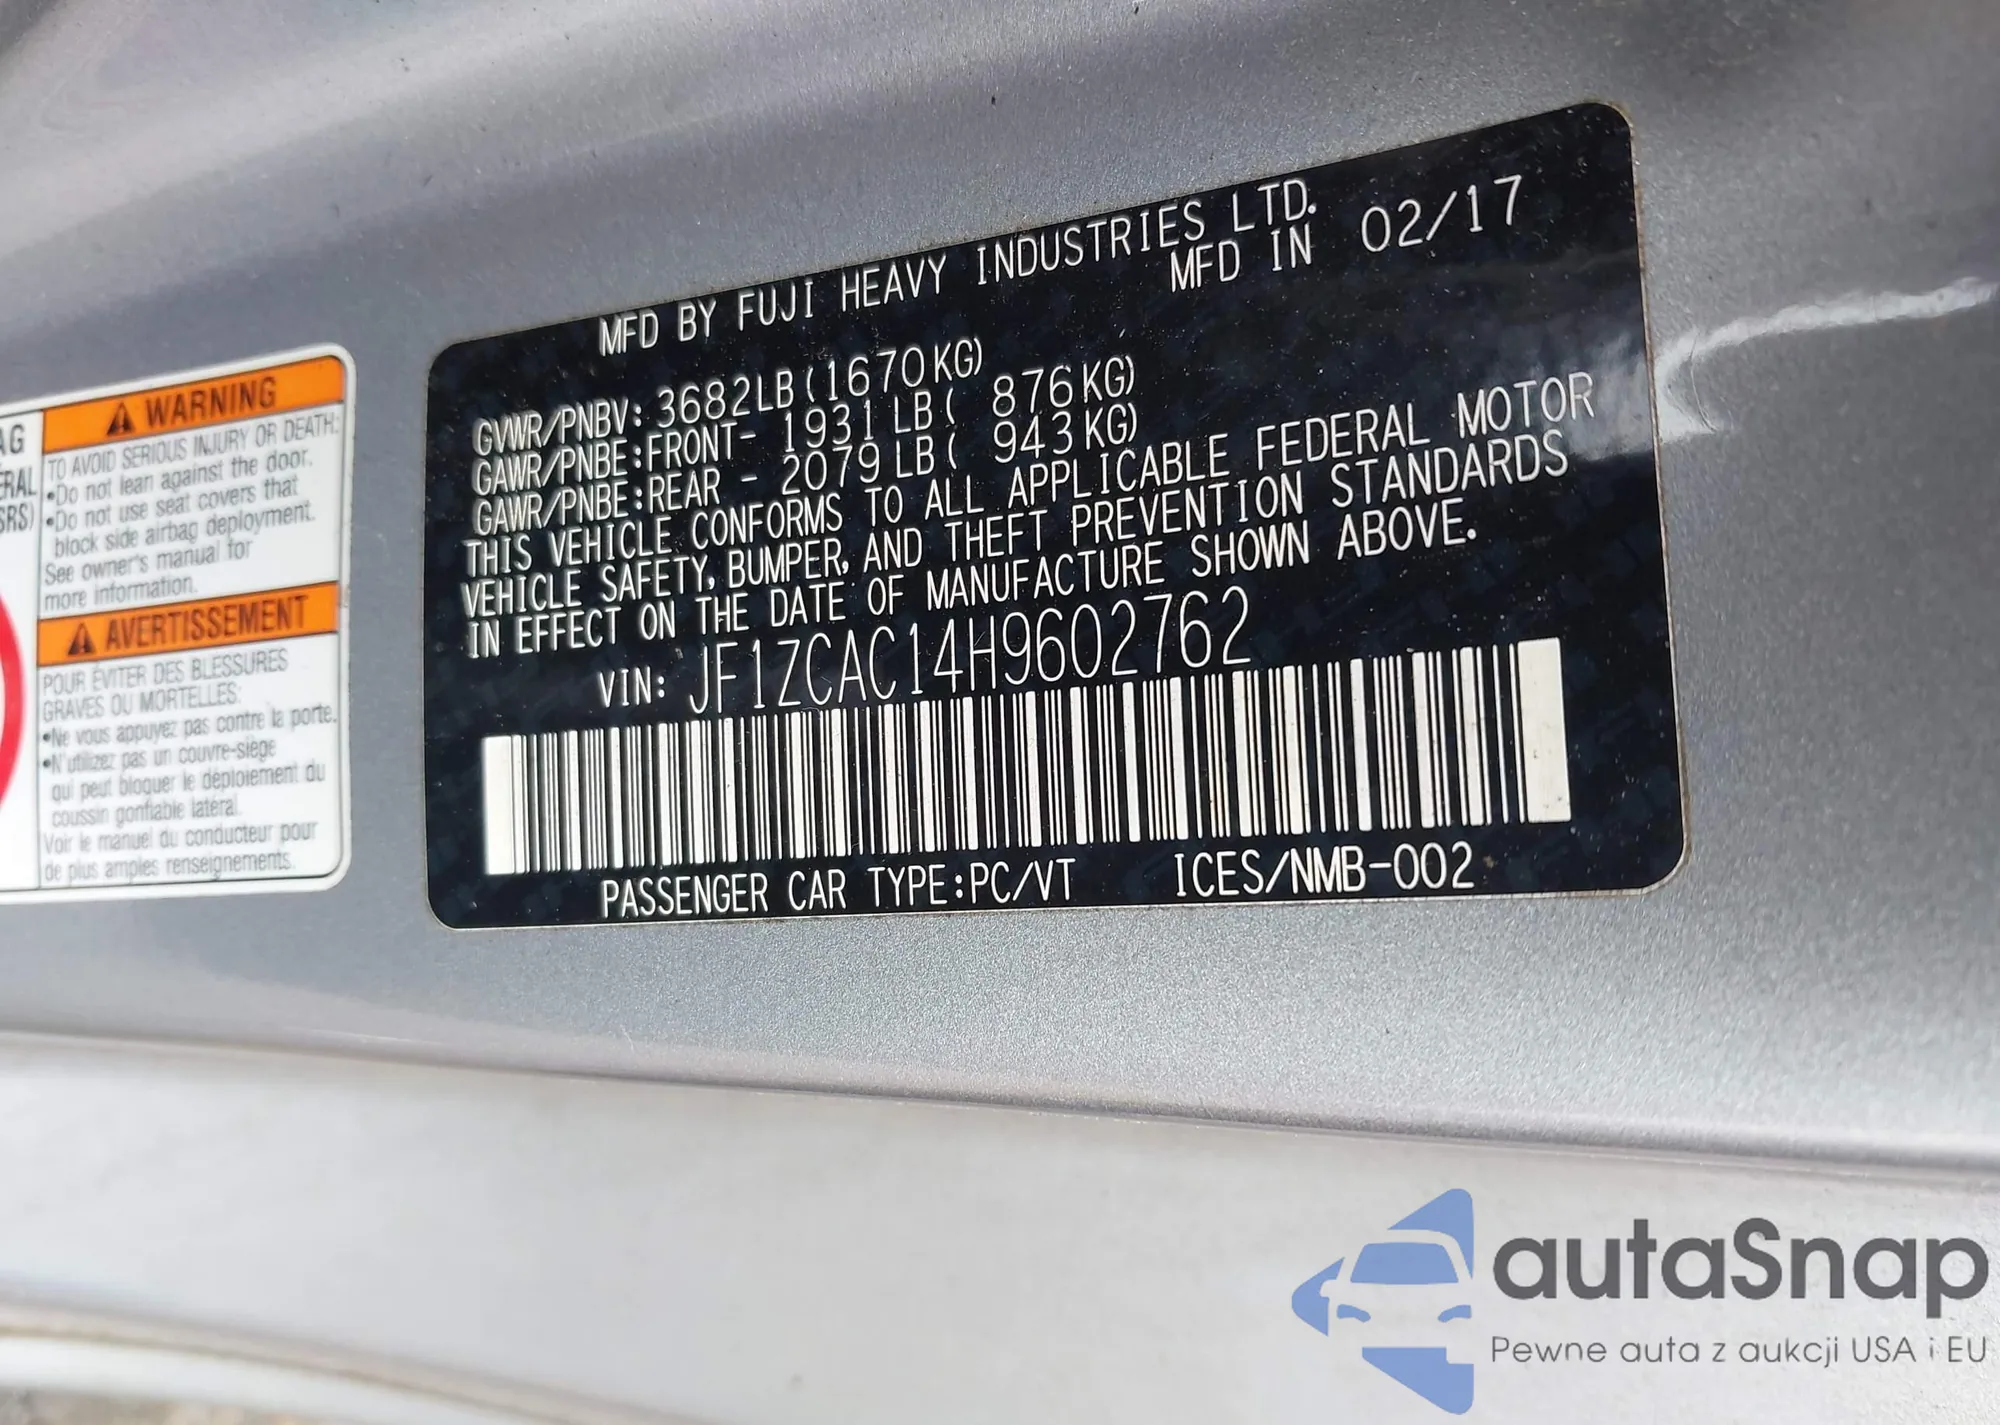 MFD BY FUJI HEAVY INDUSTRIES LTD.
MFD IN 02/17
GVWR/PNBV: 3682LB(1670KG)
GAWR/PNBE:FRONT- 1931LB( 876KG)
GAWR/PNBE:REAR - 2079LB( 943KG)
THIS VEHICLE CONFORMS TO ALL APPLICABLE FEDERAL MOTOR
VEHICLE SAFETY, BUMPER, AND THEFT PREVENTION STANDARDS
IN EFFECT ON THE DATE OF MANUFACTURE SHOWN ABOVE.
VIN: JF1ZCAC14H9602762
PASSENGER CAR TYPE:PC/VT ICES/NMB-002
WARNING
TO AVOID SERIOUS INJURY OR DEATH:
•Do not lean against the door.
•Do not use seat covers that
block side airbag deployment.
See owner's manual for
more information.
AVERTISSEMENT
POUR ÉVITER DES BLESSURES
GRAVES OU MORTELLES:
•Ne vous appuyez pas contre la porte.
•N'utilizez pas un couvre-siège
qui peut bloquer le déploiement du
coussin gonflable latéral.
Voir le manuel du conducteur pour
de plus amples renseignements.
SRS)
autaSnap
Pewne auta z aukcji USA i EU